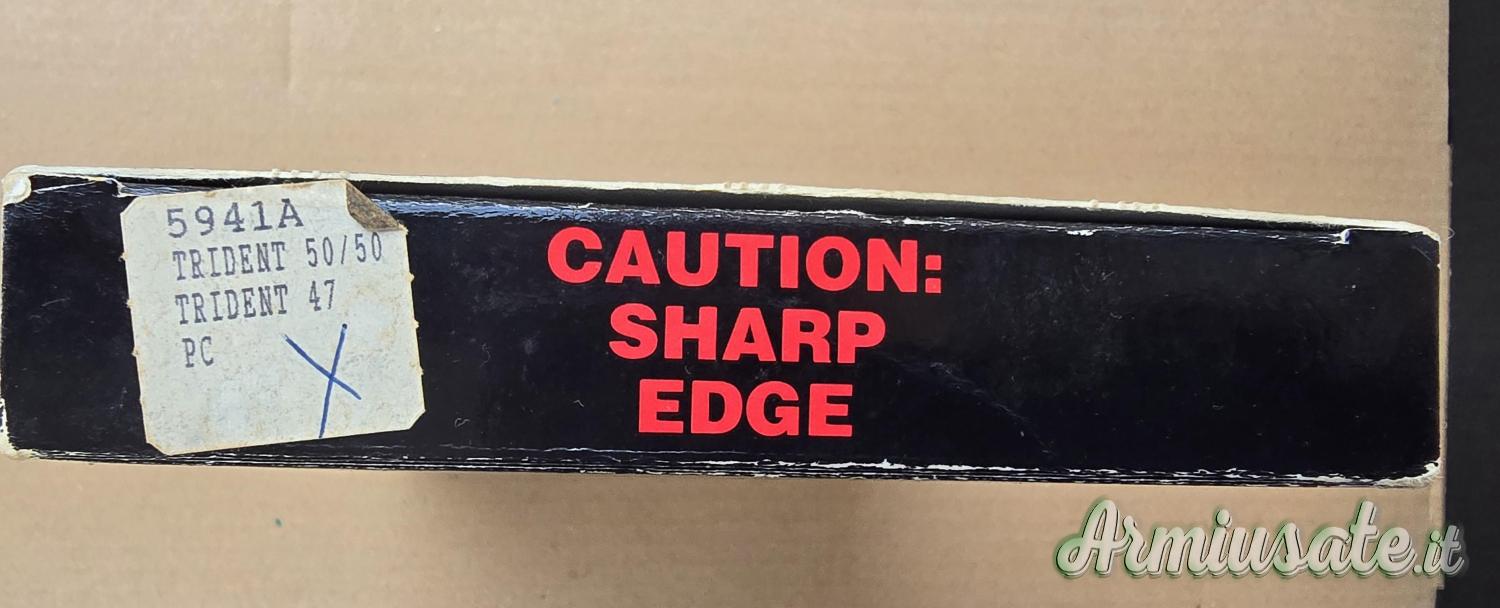 5941A
TRIDENT 50/50
TRIDENT 47
PC
X
CAUTION:
SHARP
EDGE
Armiusate.it